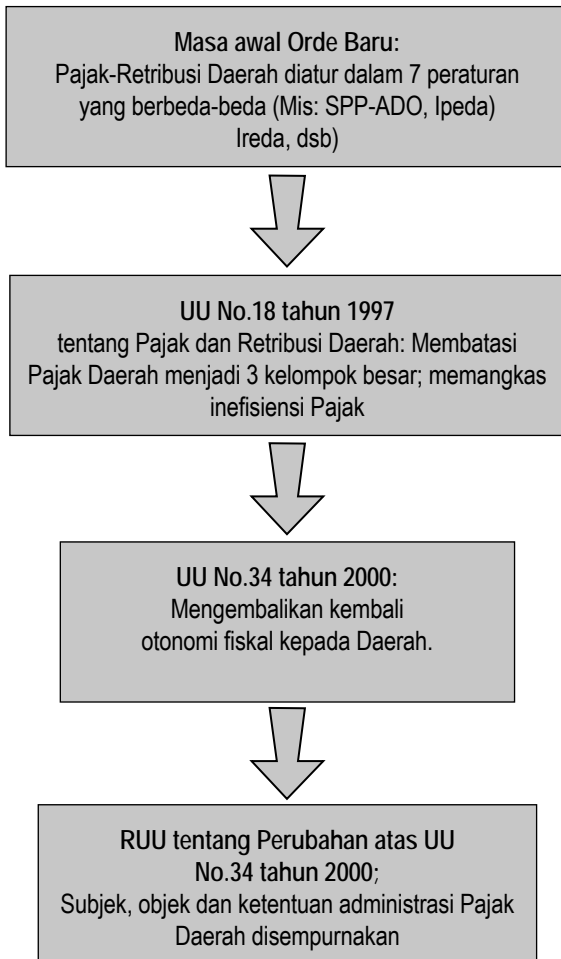 Masa awal Orde Baru:
Pajak-Retribusi Daerah diatur dalam 7 peraturan
yang berbeda-beda (Mis: SPP-ADO, Ipeda)
Ireda, dsb)
UU No.18 tahun 1997
tentang Pajak dan Retribusi Daerah: Membatasi
Pajak Daerah menjadi 3 kelompok besar; memangkas
inefisiensi Pajak
UU No.34 tahun 2000:
Mengembalikan kembali
otonomi fiskal kepada Daerah.
RUU tentang Perubahan atas UU
No.34 tahun 2000;
Subjek, objek dan ketentuan administrasi Pajak
Daerah disempurnakan